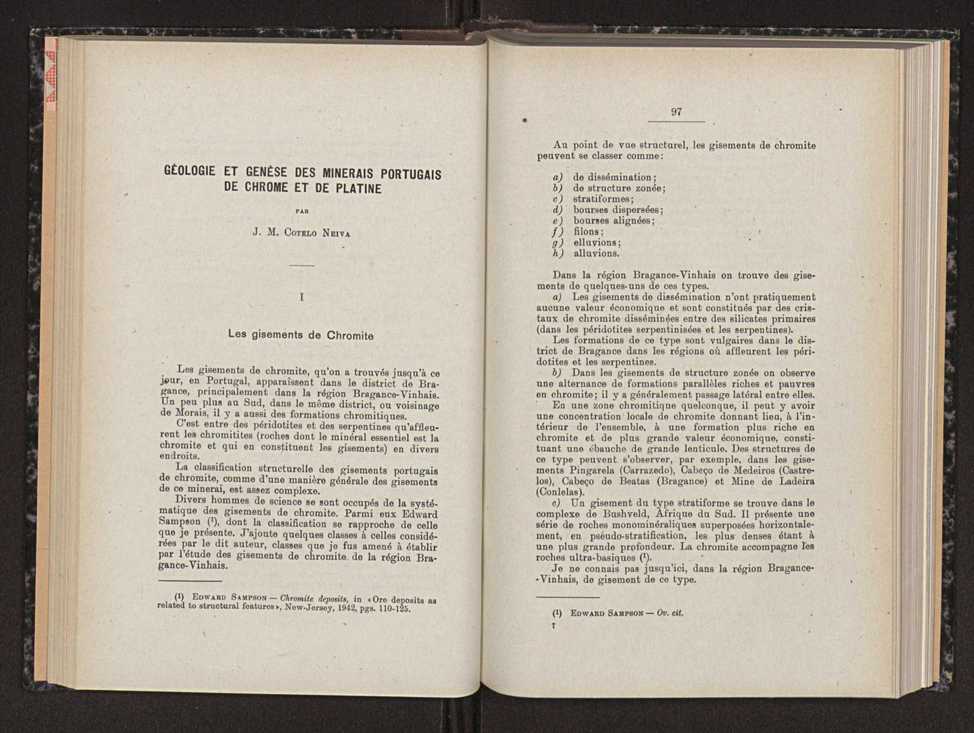 GÉOLOGIE ET GENÈSE DES MINERAIS PORTUGAIS
DE CHROME ET DE PLATINE
PAR
J. M. COTELO NEIVA
I
Les gisements de Chromite
Les gisements de chromite, qu'on a trouvés jusqu'à ce
jour, en Portugal, apparaîssent dans le district de Bra-
gance, principalement dans la région Bragance-Vinhais.
Un peu plus au Sud, dans le même district, ou voisinage
de Morais, il y a aussi des formations chromitiques.
C'est entre des péridotites et des serpentines qu'affleu-
rent les chromitites (roches dont le minéral essentiel est la
chromite et qui en constituent les gisements) en divers
endroits.
La classification structurelle des gisements portugais
de chromite, comme d'une manière générale des gisements
de ce minerai, est assez complexe.
Divers hommes de science se sont occupés de la systé-
matique des gisements de chromite. Parmi eux Edward
Sampson (¹), dont la classification se rapproche de celle
que je présente. J'ajoute quelques classes à celles considé-
rées par le dit auteur, classes que je fus amené à établir
par l'étude des gisements de chromite de la région Bra-
gance-Vinhais.
(¹) EDWARD SAMPSON — Chromite deposits, in «Ore deposits as
related to structural features», New-Jersey, 1942, pgs. 110-125.
97
Au point de vue structurel, les gisements de chromite
peuvent se classer comme:
a) de dissémination;
b) de structure zonée;
c) stratiformes;
d) bourses dispersées;
e) bourses alignées;
f) filons;
g) elluvions;
h) alluvions.
Dans la région Bragance-Vinhais on trouve des gise-
ments de quelques-uns de ces types.
a) Les gisements de dissémination n'ont pratiquement
aucune valeur économique et sont constitués par des cris-
taux de chromite disséminées entre des silicates primaires
(dans les péridotites serpentinisées et les serpentines).
Les formations de ce type sont vulgaires dans le dis-
trict de Bragance dans les régions où affleurent les péri-
dotites et les serpentines.
b) Dans les gisements de structure zonée on observe
une alternance de formations parallèles riches et pauvres
en chromite; il y a généralement passage latéral entre elles.
En une zone chromitique quelconque, il peut y avoir
une concentration locale de chromite donnant lieu, à l'in-
térieur de l'ensemble, à une formation plus riche en
chromite et de plus grande valeur économique, consti-
tuant une ébauche de grande lenticule. Des structures de
ce type peuvent s'observer, par exemple, dans les gise-
ments Pingarela (Carrazedo), Cabeço de Medeiros (Castre-
los), Cabeço de Beatas (Bragance) et Mine de Ladeira
(Conlelas).
c) Un gisement du type stratiforme se trouve dans le
complexe de Bushveld, Afrique du Sud. Il présente une
série de roches monominéraliques superposées horizontale-
ment, en pséudo-stratification, les plus denses étant à
une plus grande profondeur. La chromite accompagne les
roches ultra-basiques (¹).
Je ne connais pas jusqu'ici, dans la région Bragance-
-Vinhais, de gisement de ce type.
(¹) EDWARD SAMPSON — Ov. cit.
7